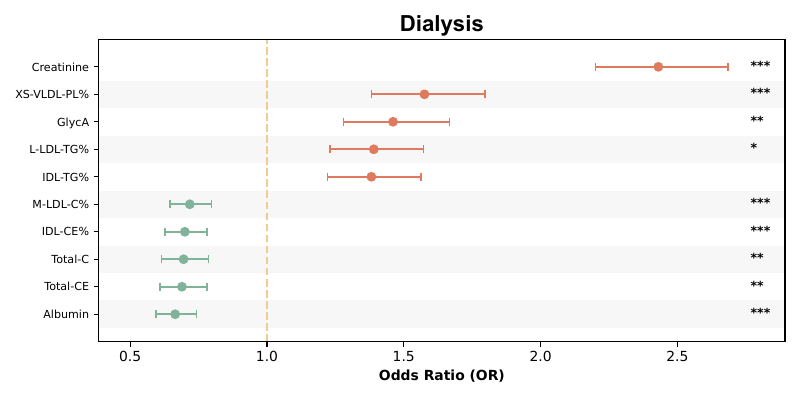 Dialysis
Creatinine ***
XS-VLDL-PL% ***
GlycA **
L-LDL-TG% *
IDL-TG%
M-LDL-C% ***
IDL-CE% ***
Total-C **
Total-CE **
Albumin ***
0.5 1.0 1.5 2.0 2.5
Odds Ratio (OR)